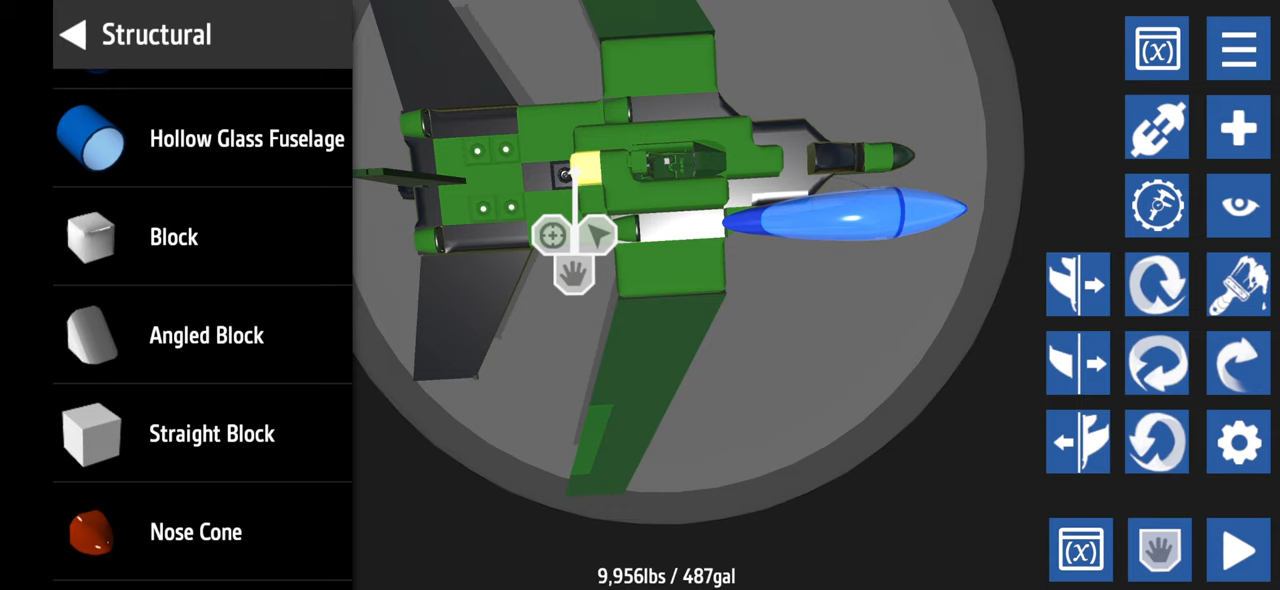 Structural
Hollow Glass Fuselage
Block
Angled Block
Straight Block
Nose Cone
9,956lbs / 487gal
(x)
(x)